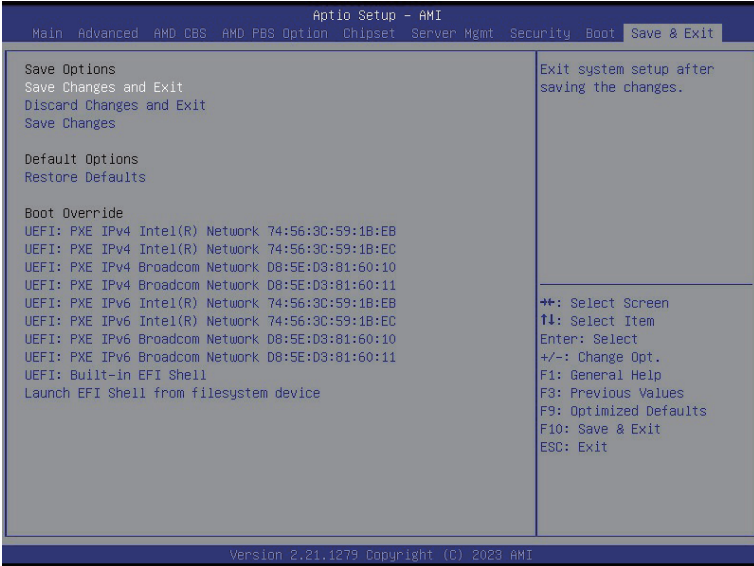 Aptio Setup – AMI
Main Advanced AMD CBS AMD PBS Option Chipset Server Mgmt Security Boot Save & Exit
Save Options
Save Changes and Exit
Discard Changes and Exit
Save Changes
Default Options
Restore Defaults
Boot Override
UEFI: PXE IPv4 Intel(R) Network 74:56:3C:59:1B:EB
UEFI: PXE IPv4 Intel(R) Network 74:56:3C:59:1B:EC
UEFI: PXE IPv4 Broadcom Network D8:5E:D3:81:60:10
UEFI: PXE IPv4 Broadcom Network D8:5E:D3:81:60:11
UEFI: PXE IPv6 Intel(R) Network 74:56:3C:59:1B:EB
UEFI: PXE IPv6 Intel(R) Network 74:56:3C:59:1B:EC
UEFI: PXE IPv6 Broadcom Network D8:5E:D3:81:60:10
UEFI: PXE IPv6 Broadcom Network D8:5E:D3:81:60:11
UEFI: Built-in EFI Shell
Launch EFI Shell from filesystem device
Exit system setup after
saving the changes.
→←: Select Screen
↑↓: Select Item
Enter: Select
+/-: Change Opt.
F1: General Help
F3: Previous Values
F9: Optimized Defaults
F10: Save & Exit
ESC: Exit
Version 2.21.1279 Copyright (C) 2023 AMI